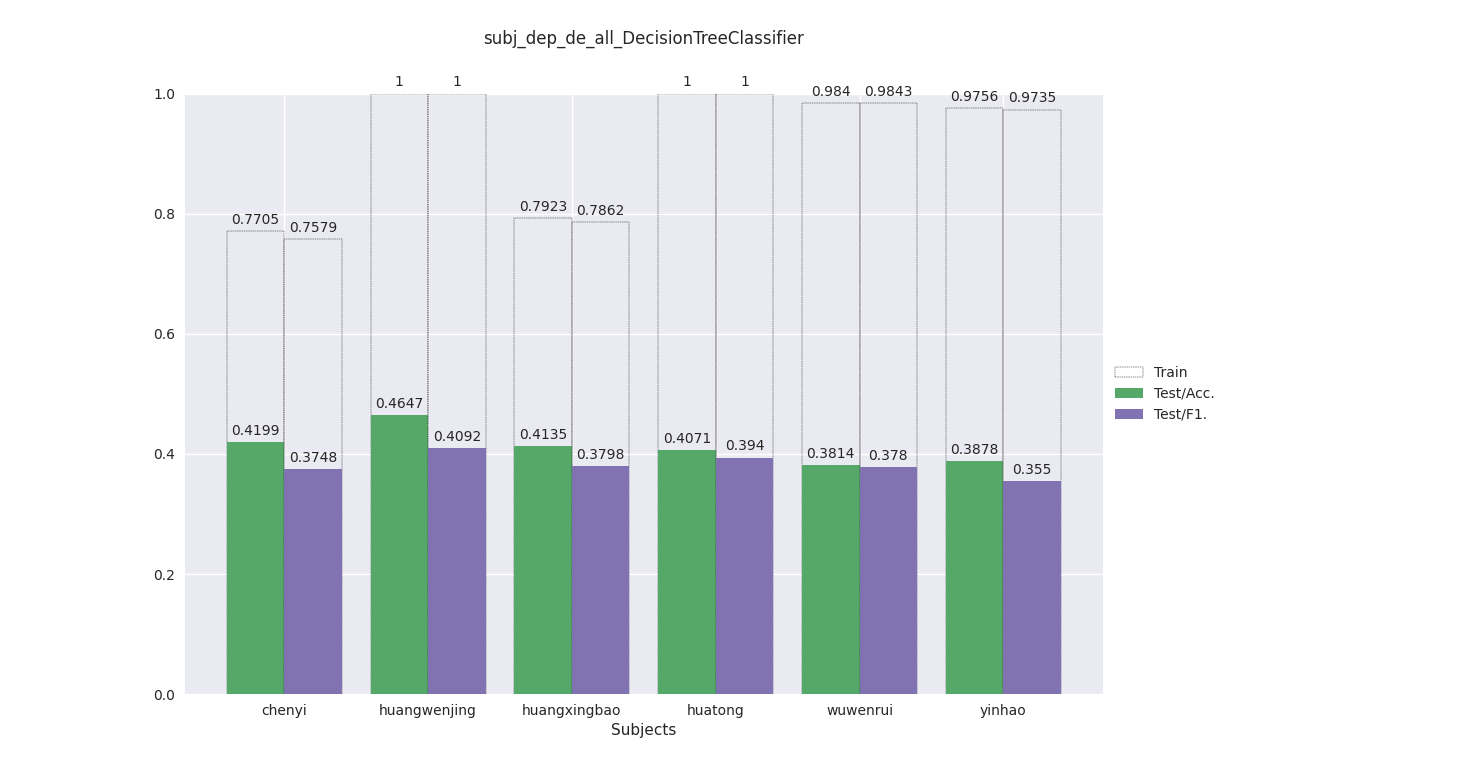 subj_dep_de_all_DecisionTreeClassifier
1 1 1 1 0.984 0.9843 0.9756 0.9735
0.7705 0.7579 0.7923 0.7862
0.4199 0.3748 0.4647 0.4092 0.4135 0.3798 0.4071 0.394 0.3814 0.378 0.3878 0.355
1.0
0.8
0.6
0.4
0.2
0.0
chenyi huangwenjing huangxingbao huatong wuwenrui yinhao
Subjects
Train
Test/Acc.
Test/F1.